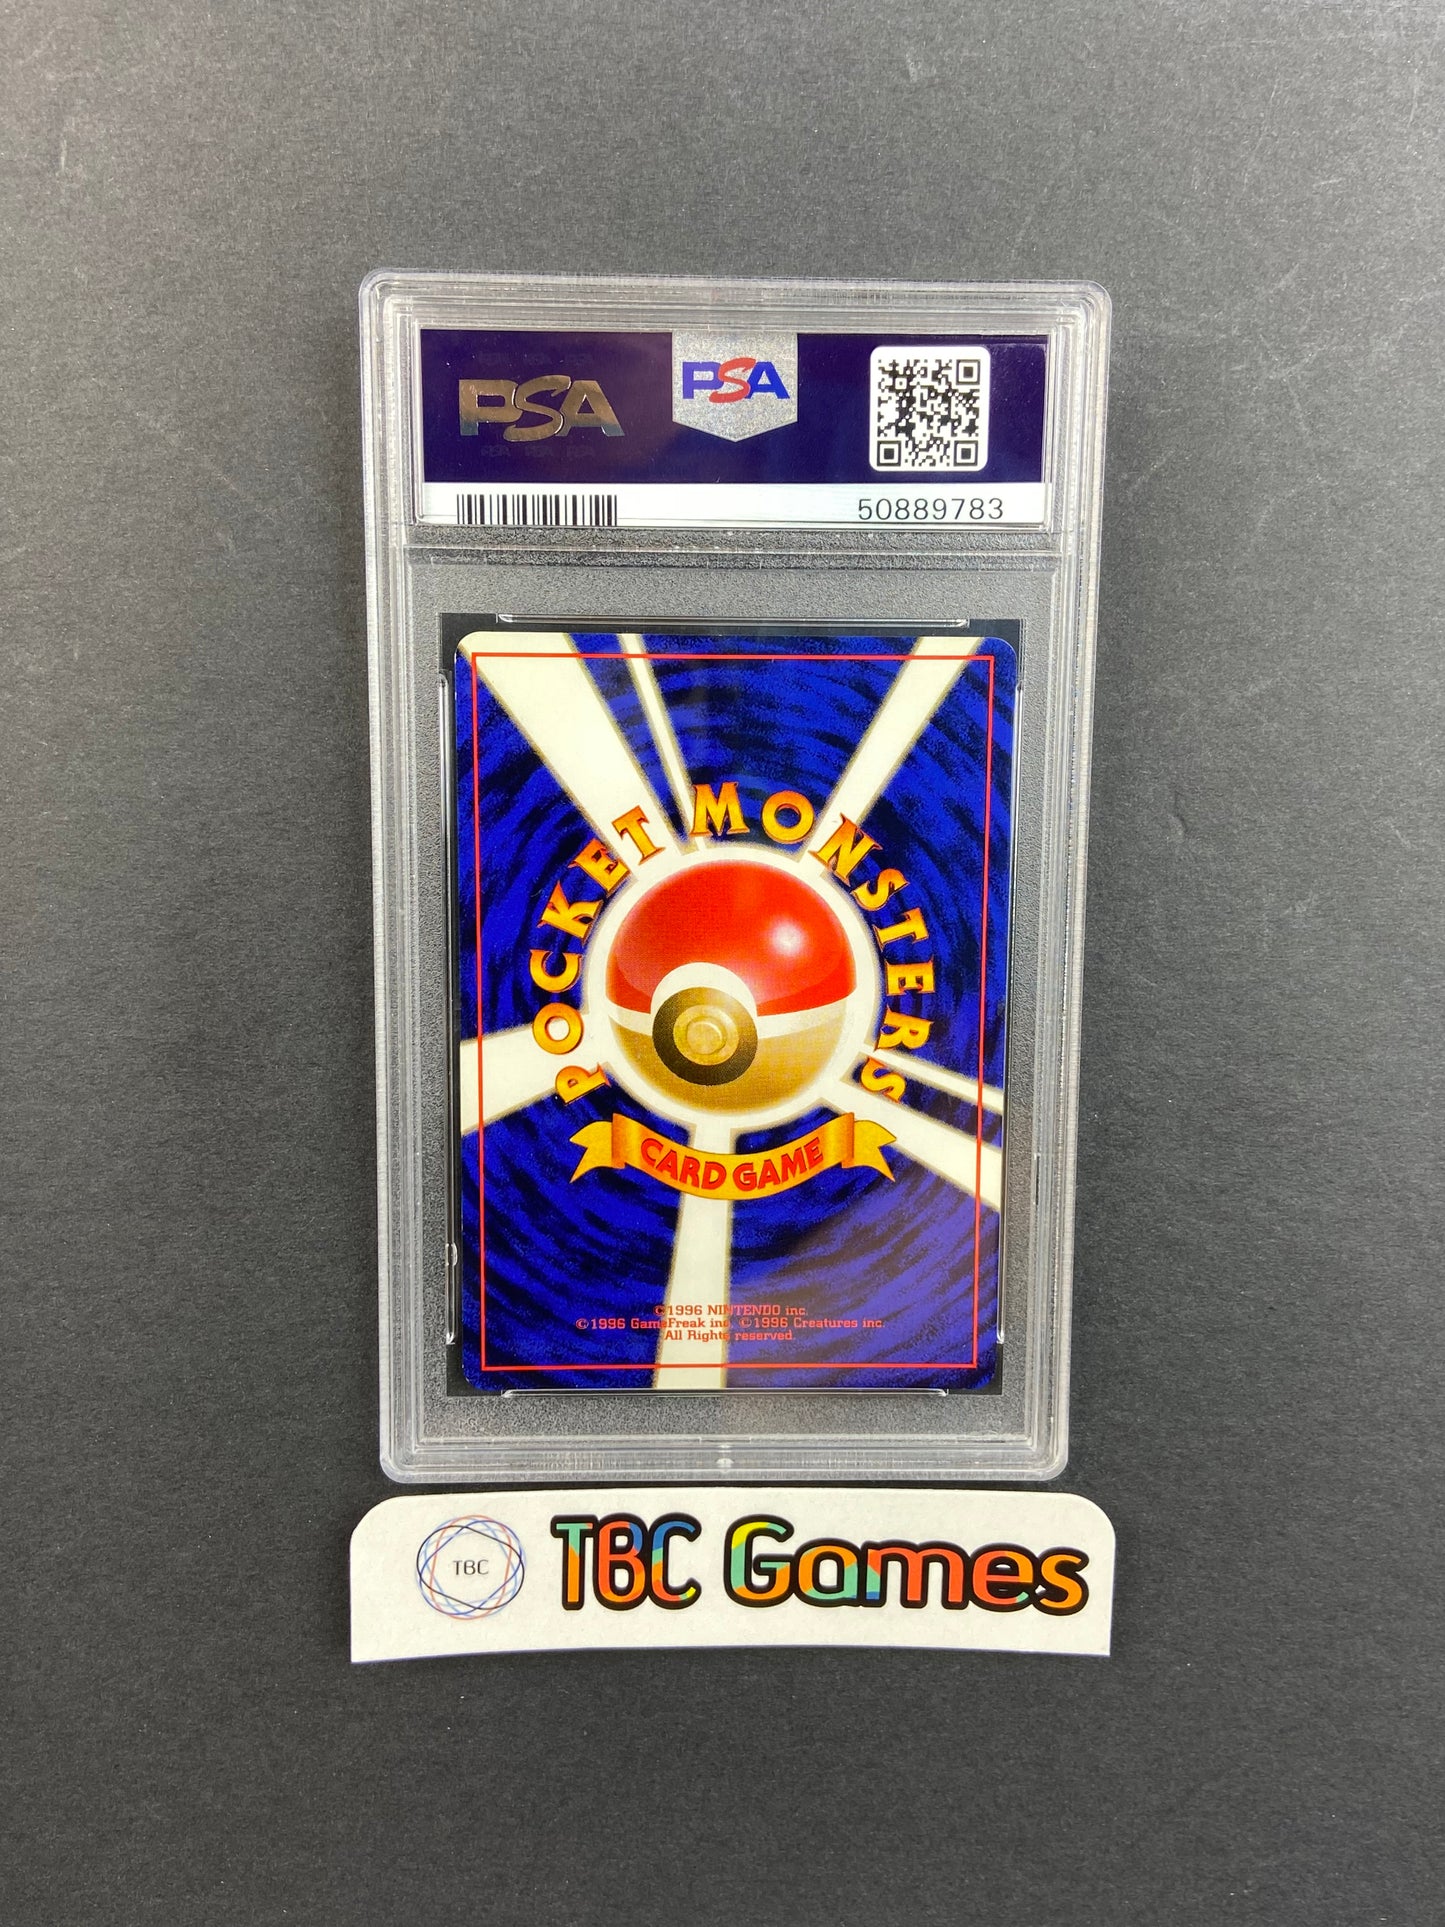 PSA
PSA
50889783
POCKET MONSTERS
CARD GAME
©1996 NINTENDO inc.
©1996 GameFreak inc. ©1996 Creatures inc.
All Rights reserved.
TBC
TBC Games